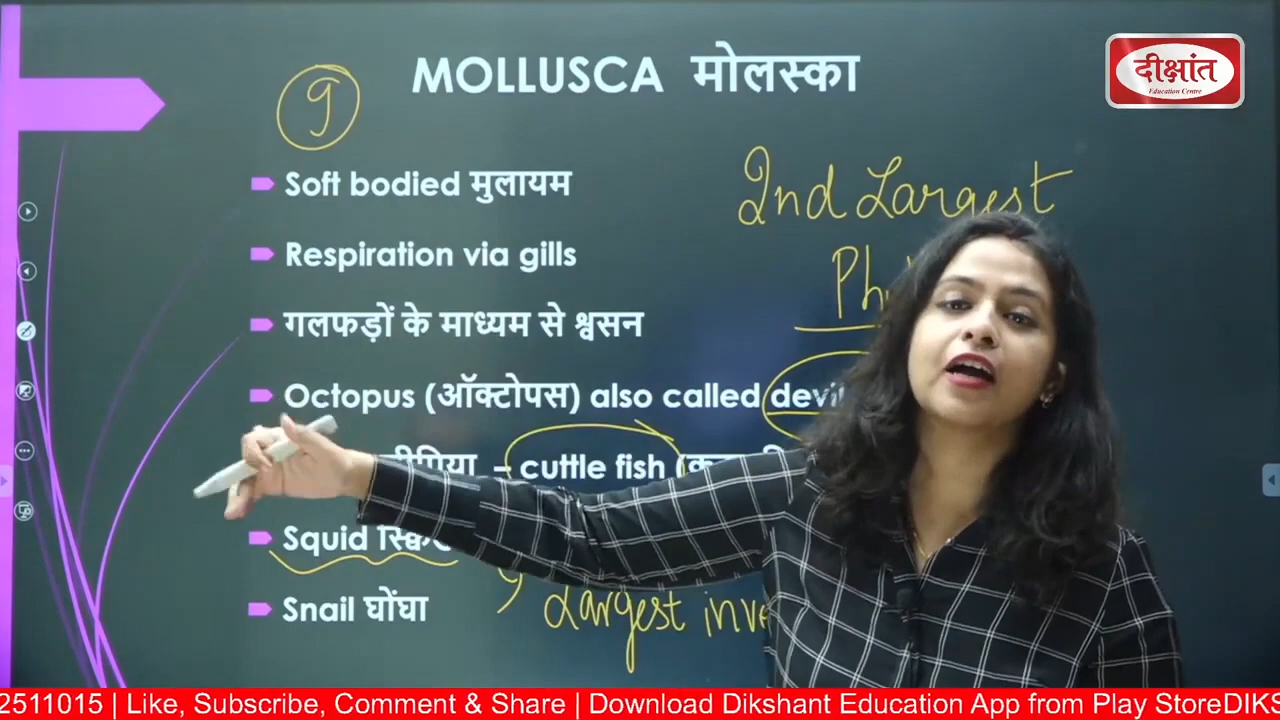 MOLLUSCA मोलस्का
दीक्षांत
Education Centre
9
Soft bodied मुलायम
2nd Largest
Respiration via gills
गलफड़ों के माध्यम से श्वसन
Octopus (ऑक्टोपस) also called devil
– cuttle fish
Squid
Largest
Snail घोंघा
2511015 | Like, Subscribe, Comment & Share | Download Dikshant Education App from Play StoreDIKS